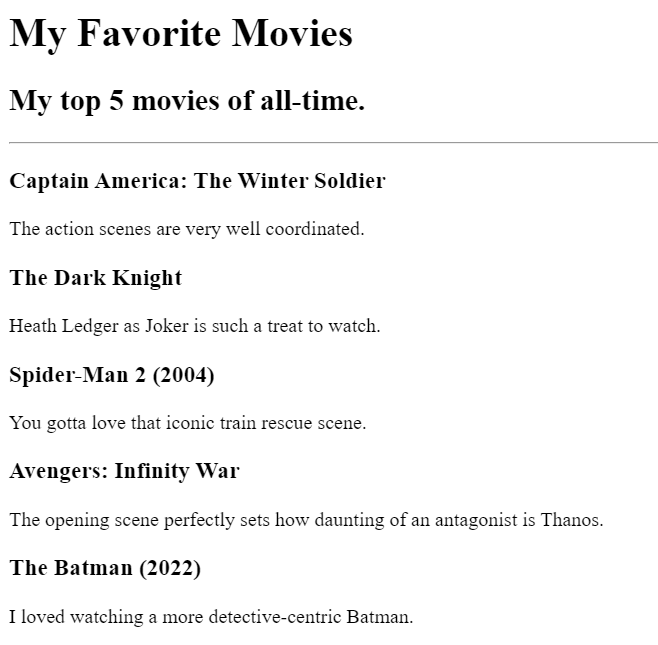 My Favorite Movies
My top 5 movies of all-time.
Captain America: The Winter Soldier
The action scenes are very well coordinated.
The Dark Knight
Heath Ledger as Joker is such a treat to watch.
Spider-Man 2 (2004)
You gotta love that iconic train rescue scene.
Avengers: Infinity War
The opening scene perfectly sets how daunting of an antagonist is Thanos.
The Batman (2022)
I loved watching a more detective-centric Batman.